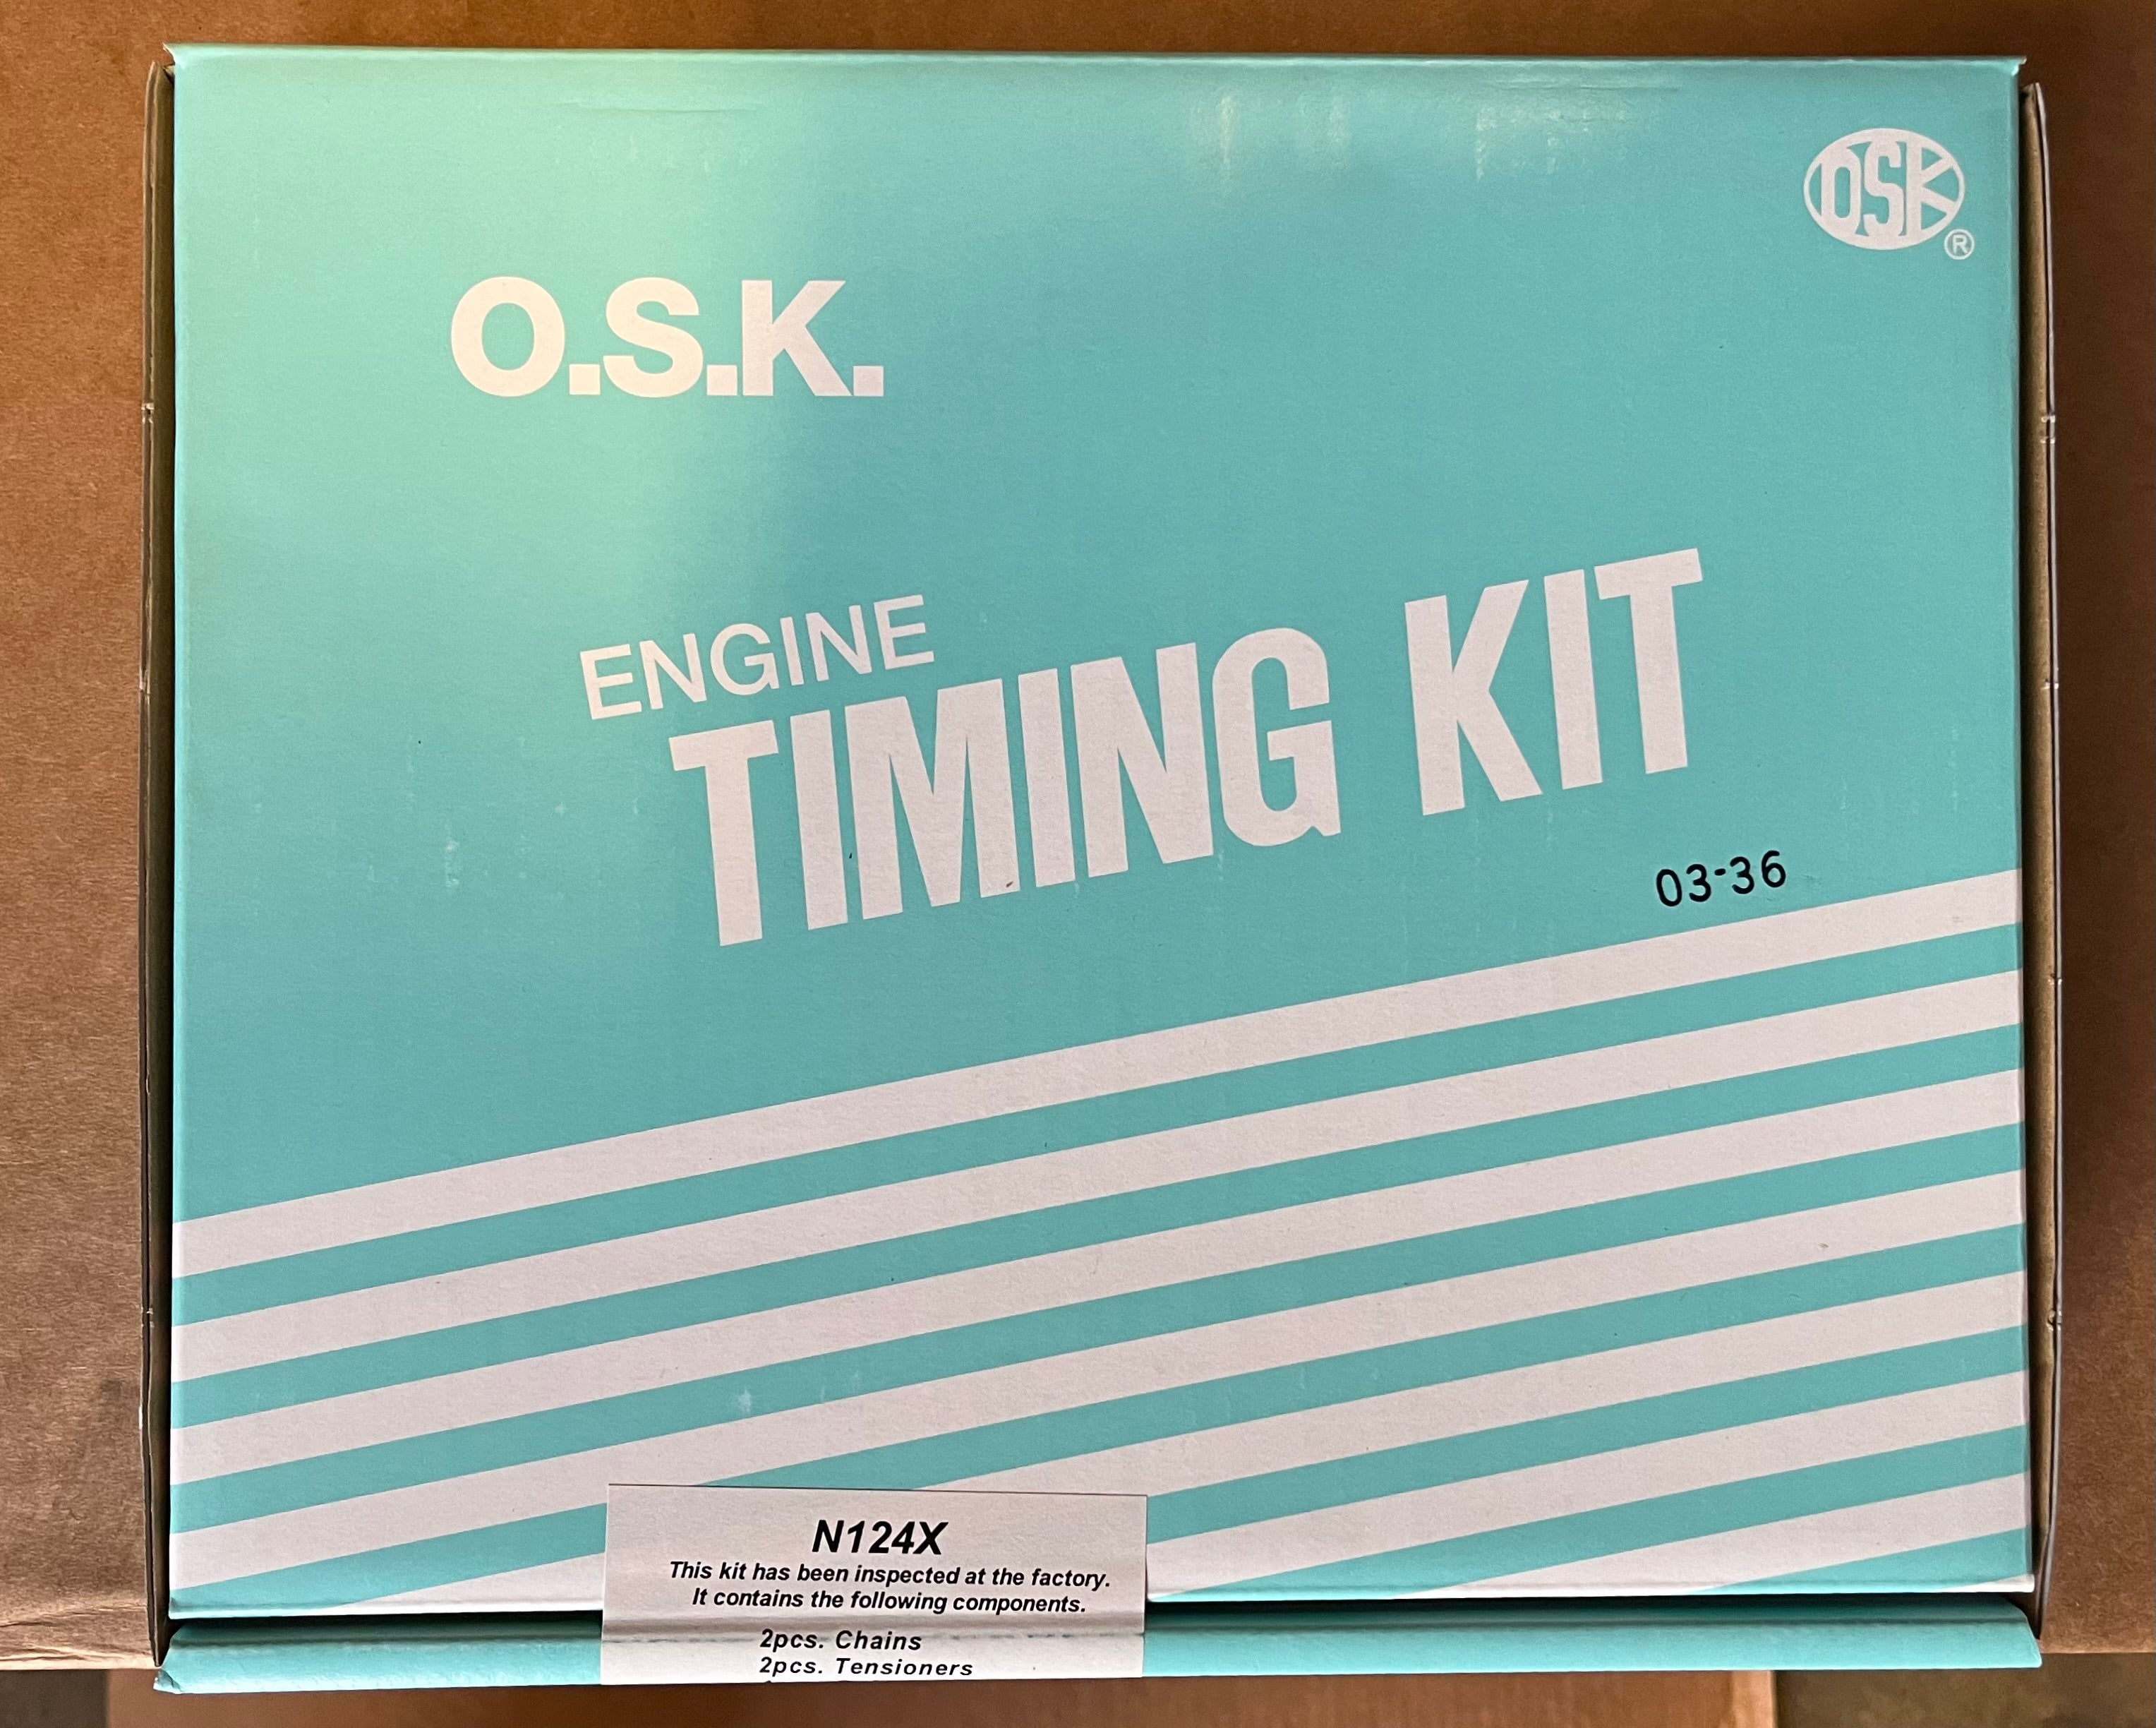 OSK
®
O.S.K.
ENGINE
TIMING KIT
03-36
N124X
This kit has been inspected at the factory.
It contains the following components.
2pcs. Chains
2pcs. Tensioners